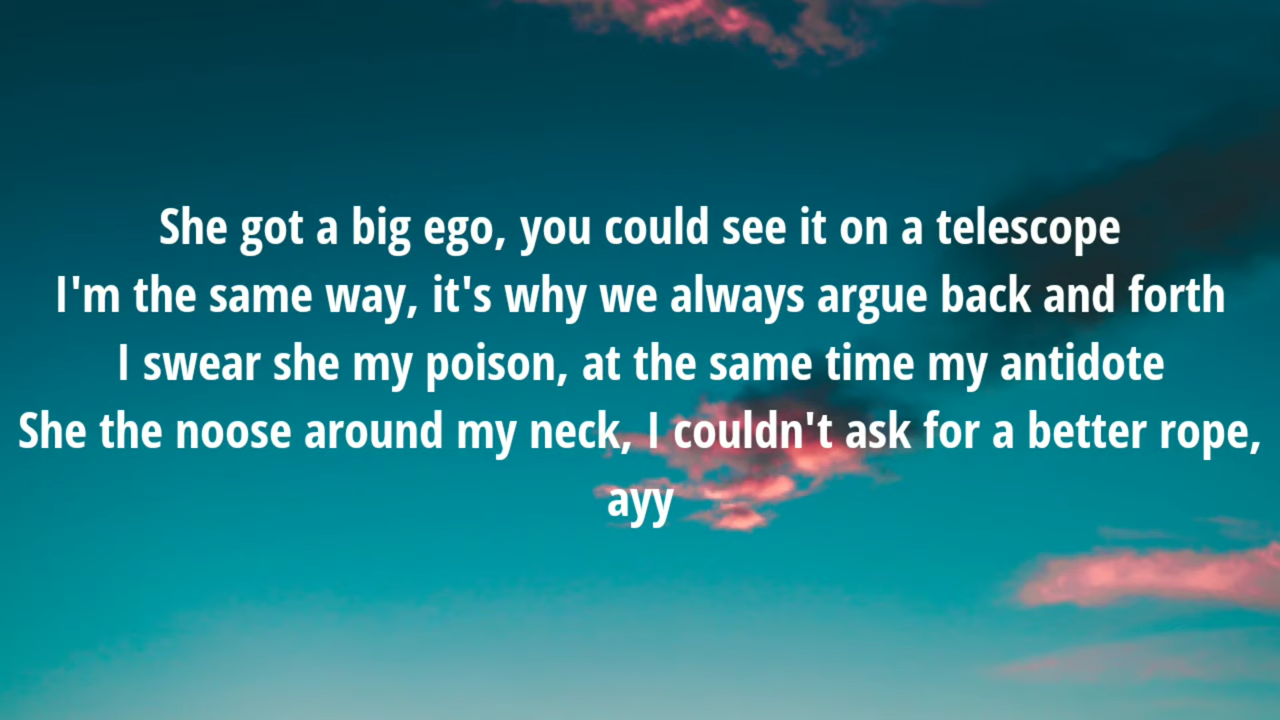 She got a big ego, you could see it on a telescope
I'm the same way, it's why we always argue back and forth
I swear she my poison, at the same time my antidote
She the noose around my neck, I couldn't ask for a better rope,
ayy